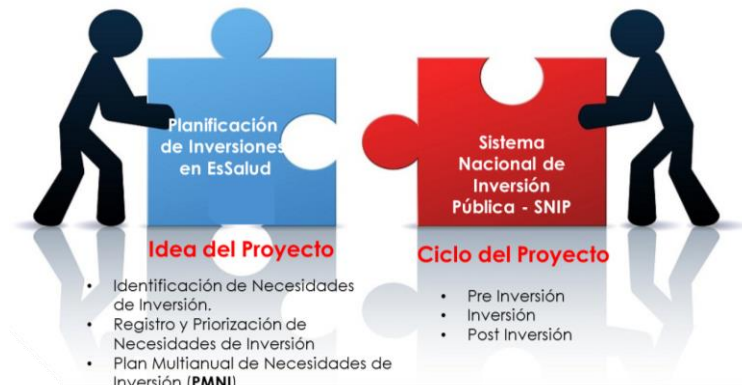 Planificación
de Inversiones
en EsSalud
Sistema
Nacional de
Inversión
Pública - SNIP
Idea del Proyecto
• Identificación de Necesidades
de Inversión.
• Registro y Priorización de
Necesidades de Inversión
• Plan Multianual de Necesidades de
Inversión (PMNI)
Ciclo del Proyecto
• Pre Inversión
• Inversión
• Post Inversión